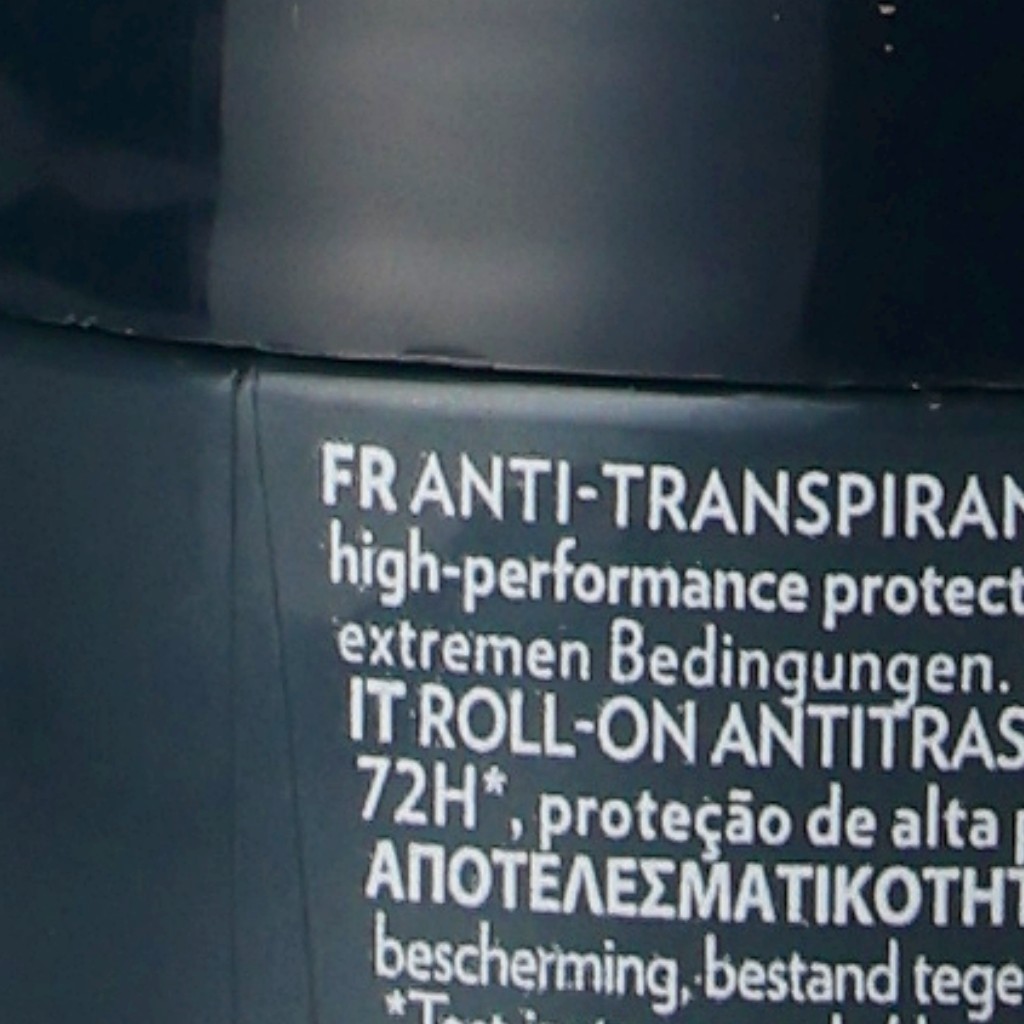 FR ANTI-TRANSPIRAN
high-performance protect
extremen Bedingungen.
IT ROLL-ON ANTITRAS
72H*, proteção de alta
ΑΠΟΤΕΛΕΣΜΑΤΙΚΟΤΗΤ
bescherming, bestand tege